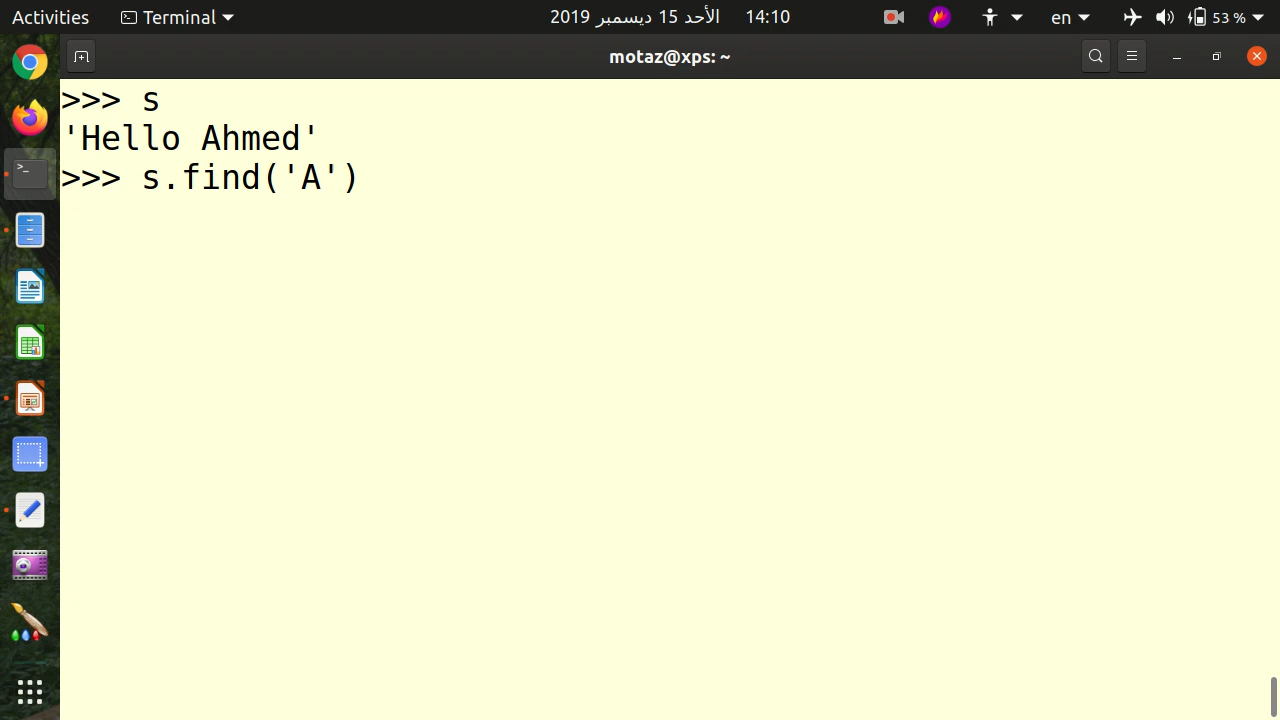 Activities Terminal 2019 الأحد 15 ديسمبر 14:10 en 53 %
motaz@xps: ~
>>> s
'Hello Ahmed'
>>> s.find('A')